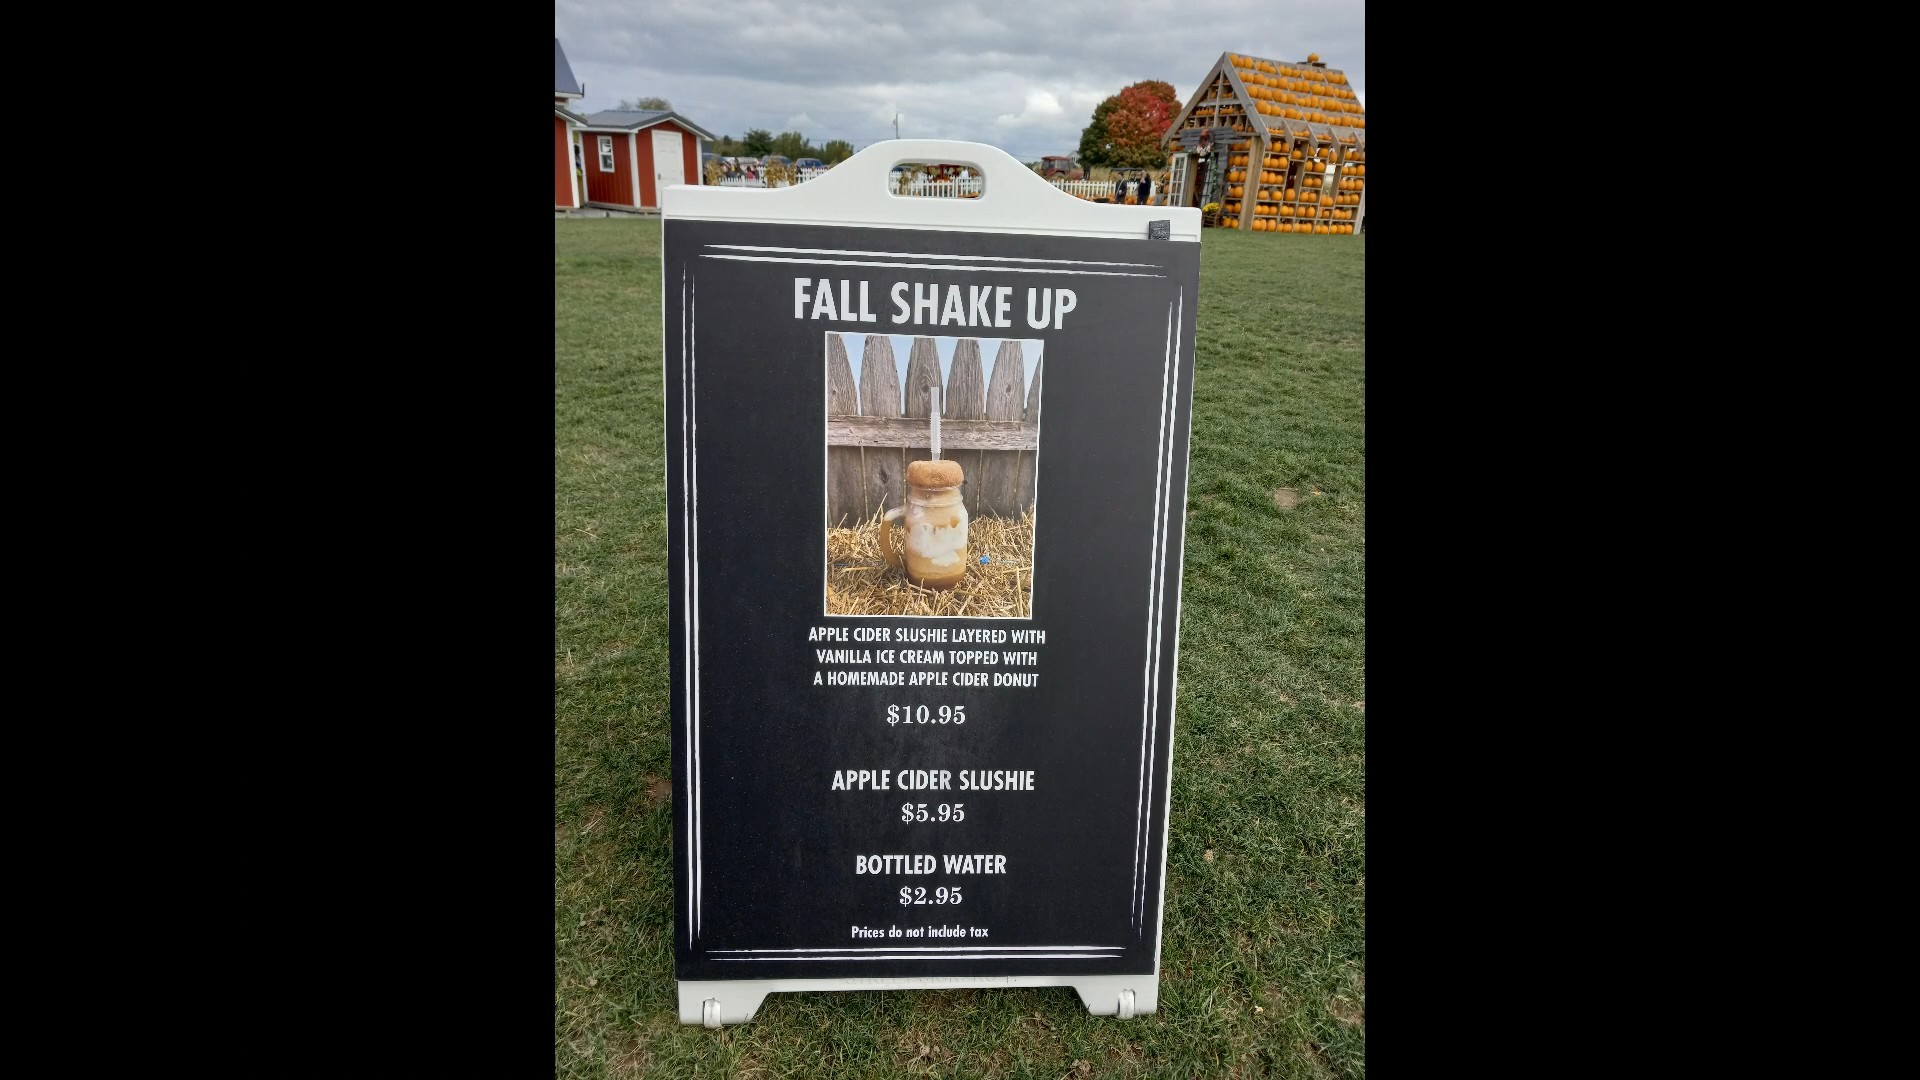 FALL SHAKE UP
APPLE CIDER SLUSHIE LAYERED WITH
VANILLA ICE CREAM TOPPED WITH
A HOMEMADE APPLE CIDER DONUT
$10.95
APPLE CIDER SLUSHIE
$5.95
BOTTLED WATER
$2.95
Prices do not include tax